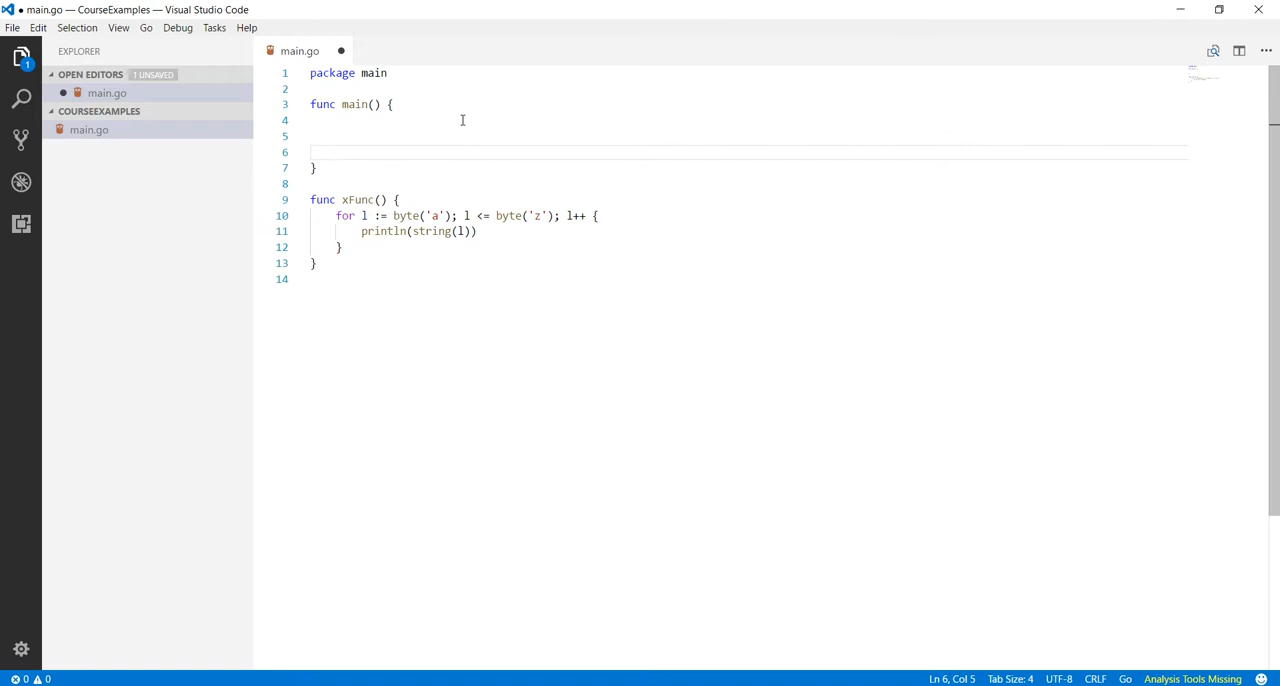 ● main.go — CourseExamples — Visual Studio Code
File Edit Selection View Go Debug Tasks Help
EXPLORER
OPEN EDITORS 1 UNSAVED
main.go
COURSEEXAMPLES
main.go
1
main.go
1 package main
2
3 func main() {
4
5
6
7 }
8
9 func xFunc() {
10 for l := byte('a'); l <= byte('z'); l++ {
11 println(string(l))
12 }
13 }
14
0 0 Ln 6, Col 5 Tab Size: 4 UTF-8 CRLF Go Analysis Tools Missing